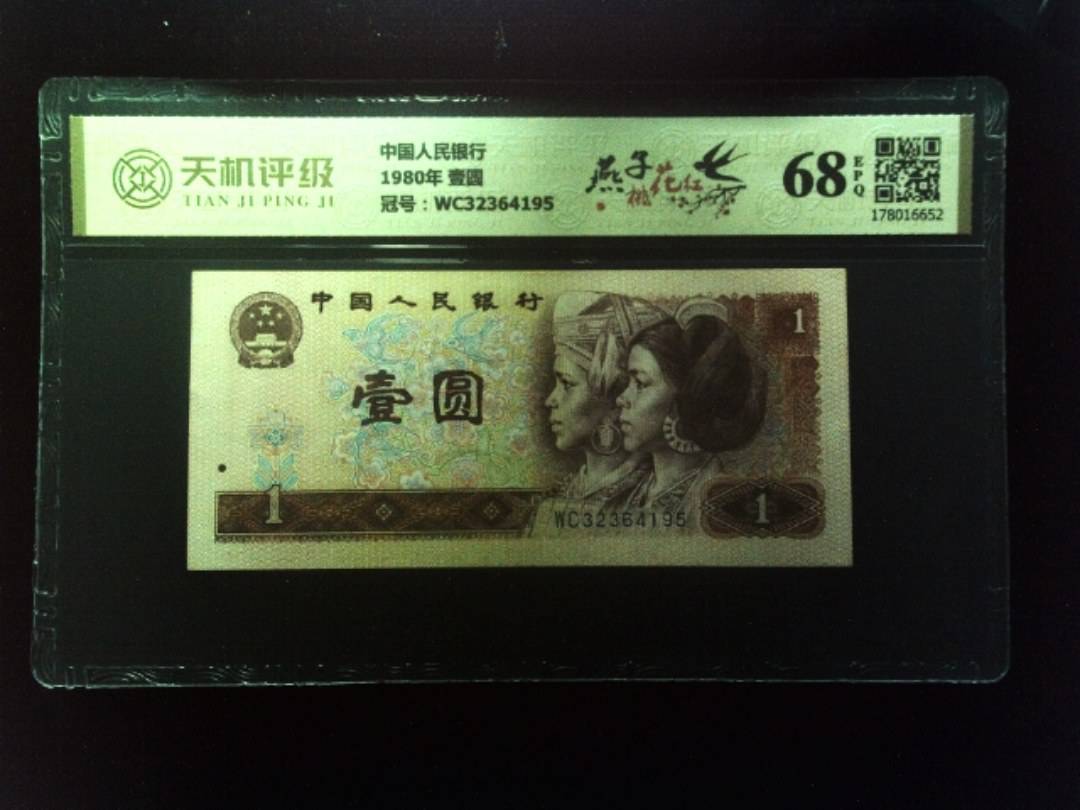 天机评级
TIAN JI PING JI
中国人民银行
1980年 壹圆
冠号：WC32364195
燕子桃花红
68
EPQ
178016652
中国人民银行
壹圆
1
1
WC32364195
1